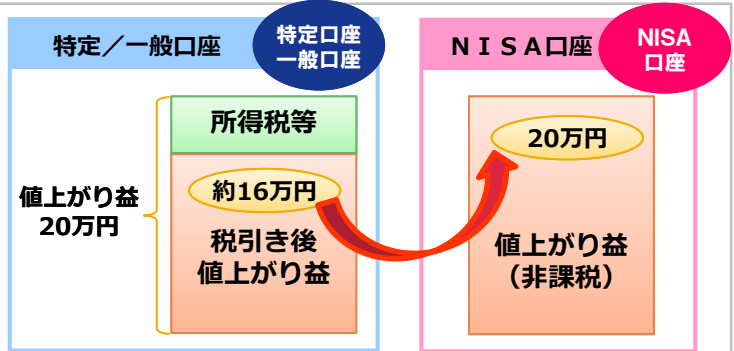 特定／一般口座
特定口座
一般口座
所得税等
値上がり益
20万円
約16万円
税引き後
値上がり益
ＮＩＳＡ口座
NISA
口座
20万円
値上がり益
（非課税）